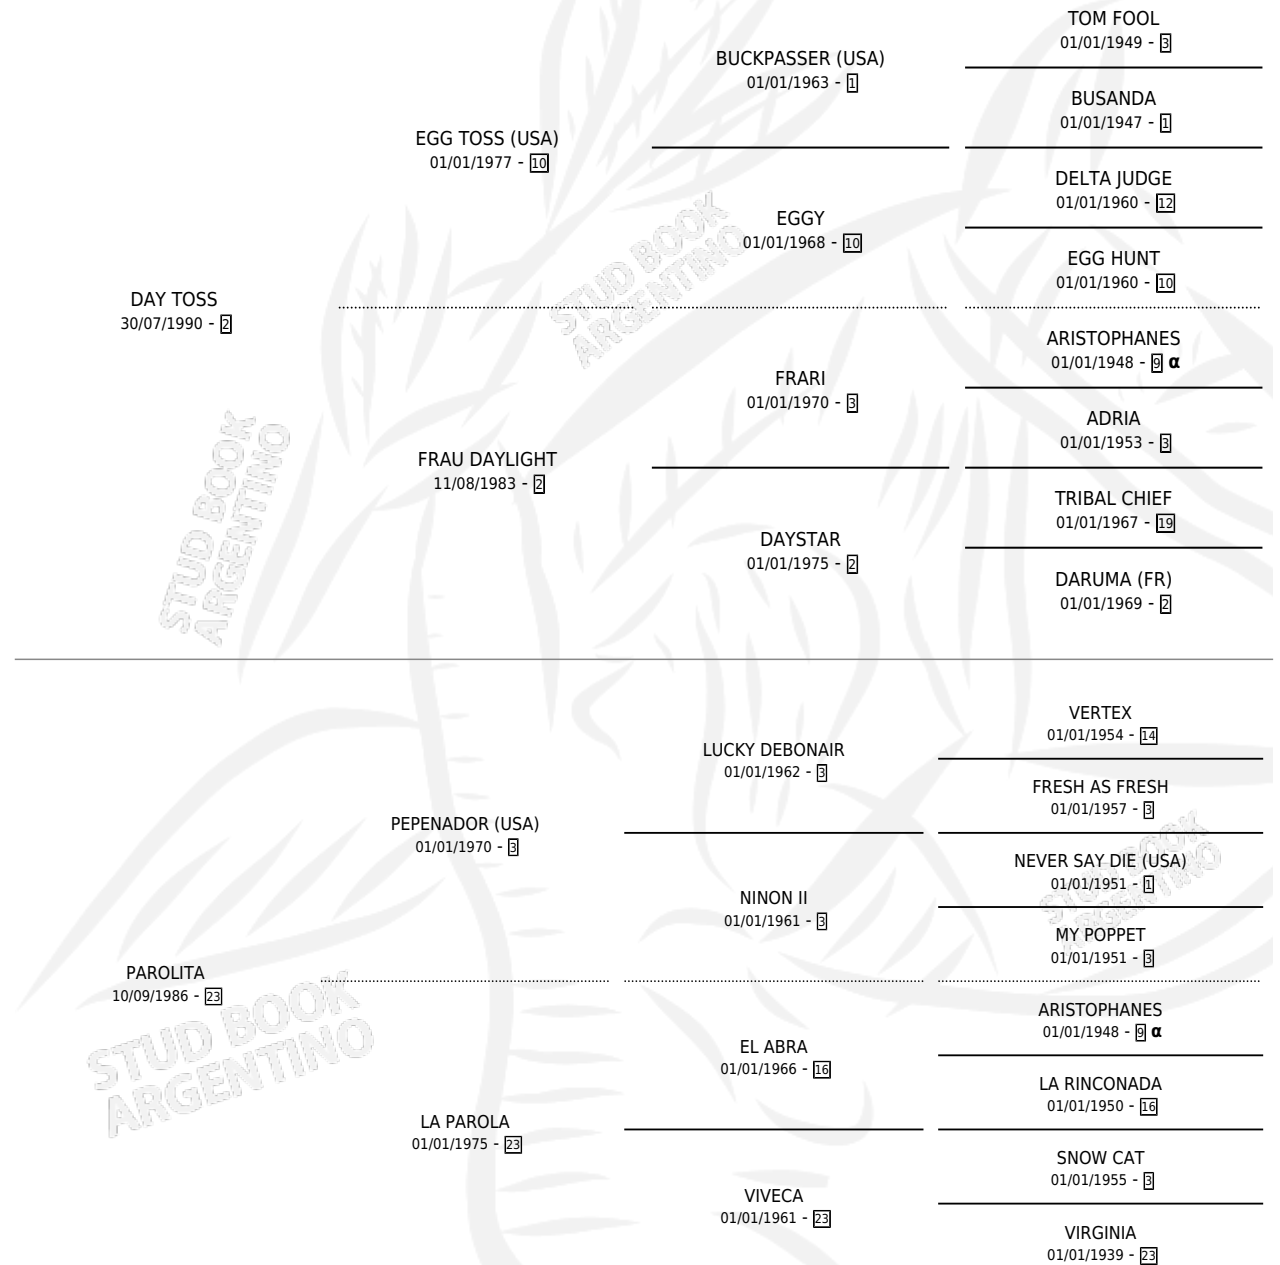 TOM FOOL
01/01/1949 - 3
BUCKPASSER (USA)
01/01/1963 - 1
BUSANDA
01/01/1947 - 1
EGG TOSS (USA)
01/01/1977 - 10
DELTA JUDGE
01/01/1960 - 12
EGGY
01/01/1968 - 10
EGG HUNT
01/01/1960 - 10
DAY TOSS
30/07/1990 - 2
STUD BOOK
ARGENTINO
ARISTOPHANES
01/01/1948 - 9 α
FRARI
01/01/1970 - 3
ADRIA
01/01/1953 - 3
FRAU DAYLIGHT
11/08/1983 - 2
TRIBAL CHIEF
01/01/1967 - 19
DAYSTAR
01/01/1975 - 2
DARUMA (FR)
01/01/1969 - 2
STUD BOOK
ARGENTINO
VERTEX
01/01/1954 - 14
LUCKY DEBONAIR
01/01/1962 - 3
FRESH AS FRESH
01/01/1957 - 3
PEPENADOR (USA)
01/01/1970 - 3
NEVER SAY DIE (USA)
01/01/1951 - 1
STUD BOOK
ARGENTINO
NINON II
01/01/1961 - 3
MY POPPET
01/01/1951 - 3
PAROLITA
10/09/1986 - 23
STUD BOOK
ARGENTINO
ARISTOPHANES
01/01/1948 - 9 α
EL ABRA
01/01/1966 - 16
LA RINCONADA
01/01/1950 - 16
LA PAROLA
01/01/1975 - 23
SNOW CAT
01/01/1955 - 3
VIVECA
01/01/1961 - 23
VIRGINIA
01/01/1939 - 23